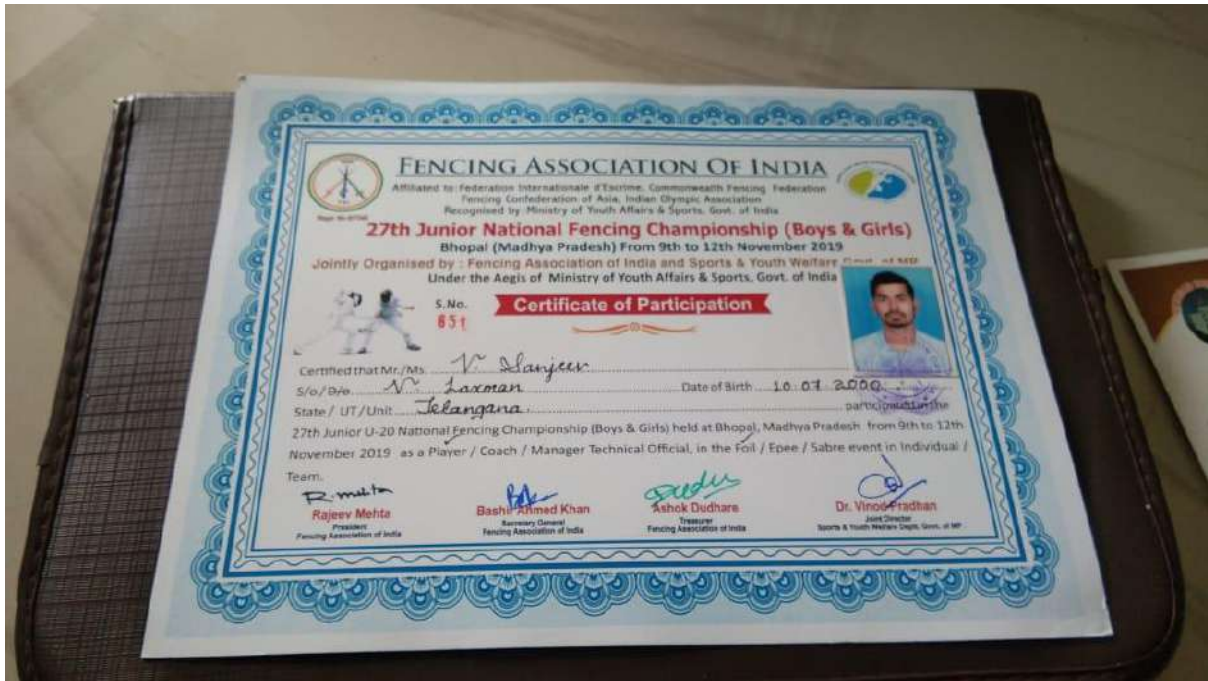 FENCING ASSOCIATION OF INDIA
Affiliated to: Federation Internationale d'Escrime, Commonwealth Fencing Federation
Fencing Confederation of Asia, Indian Olympic Association
Recognised by Ministry of Youth Affairs & Sports, Govt. of India
27th Junior National Fencing Championship (Boys & Girls)
Bhopal (Madhya Pradesh) From 9th to 12th November 2019
Jointly Organised by : Fencing Association of India and Sports & Youth Welfare Govt. of MP
Under the Aegis of Ministry of Youth Affairs & Sports, Govt. of India
S.No.
651
Certificate of Participation
Certified that Mr./Ms. V. Sanjeev
S/o/D/o V. Laxman Date of Birth 10.07.2000
State / UT/Unit Telangana. participated in the
27th Junior U-20 National Fencing Championship (Boys & Girls) held at Bhopal, Madhya Pradesh from 9th to 12th
November 2019 as a Player / Coach / Manager Technical Official, in the Foil / Epee / Sabre event in Individual /
Team.
R. mehta
Rajeev Mehta
President
Fencing Association of India
Bashir Ahmed Khan
Secretary General
Fencing Association of India
Ashok Dudhare
Treasurer
Fencing Association of India
Dr. Vinod Pradhan
Joint Director
Sports & Youth Welfare Deptt. Govt. of MP